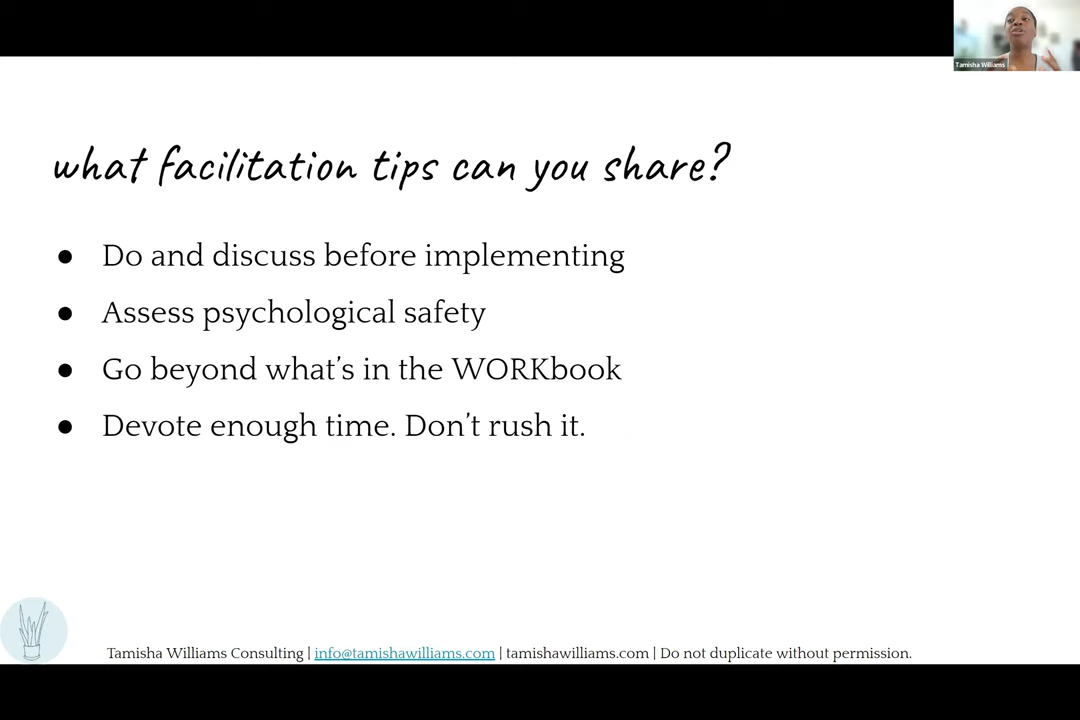 Tamisha Williams
what facilitation tips can you share?
● Do and discuss before implementing
● Assess psychological safety
● Go beyond what's in the WORKbook
● Devote enough time. Don't rush it.
Tamisha Williams Consulting | info@tamishawilliams.com | tamishawilliams.com | Do not duplicate without permission.